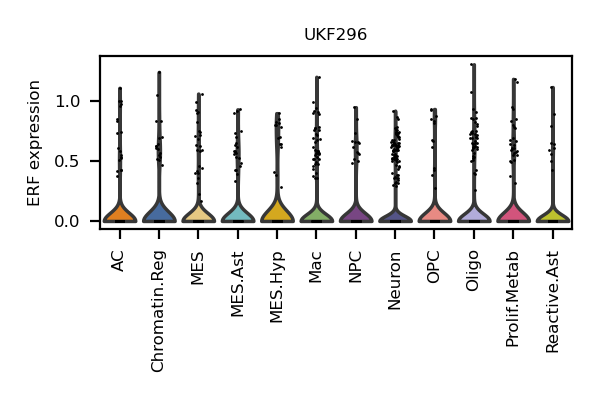 UKF296
ERF expression
1.0
0.5
0.0
AC
Chromatin.Reg
MES
MES.Ast
MES.Hyp
Mac
NPC
Neuron
OPC
Oligo
Prolif.Metab
Reactive.Ast